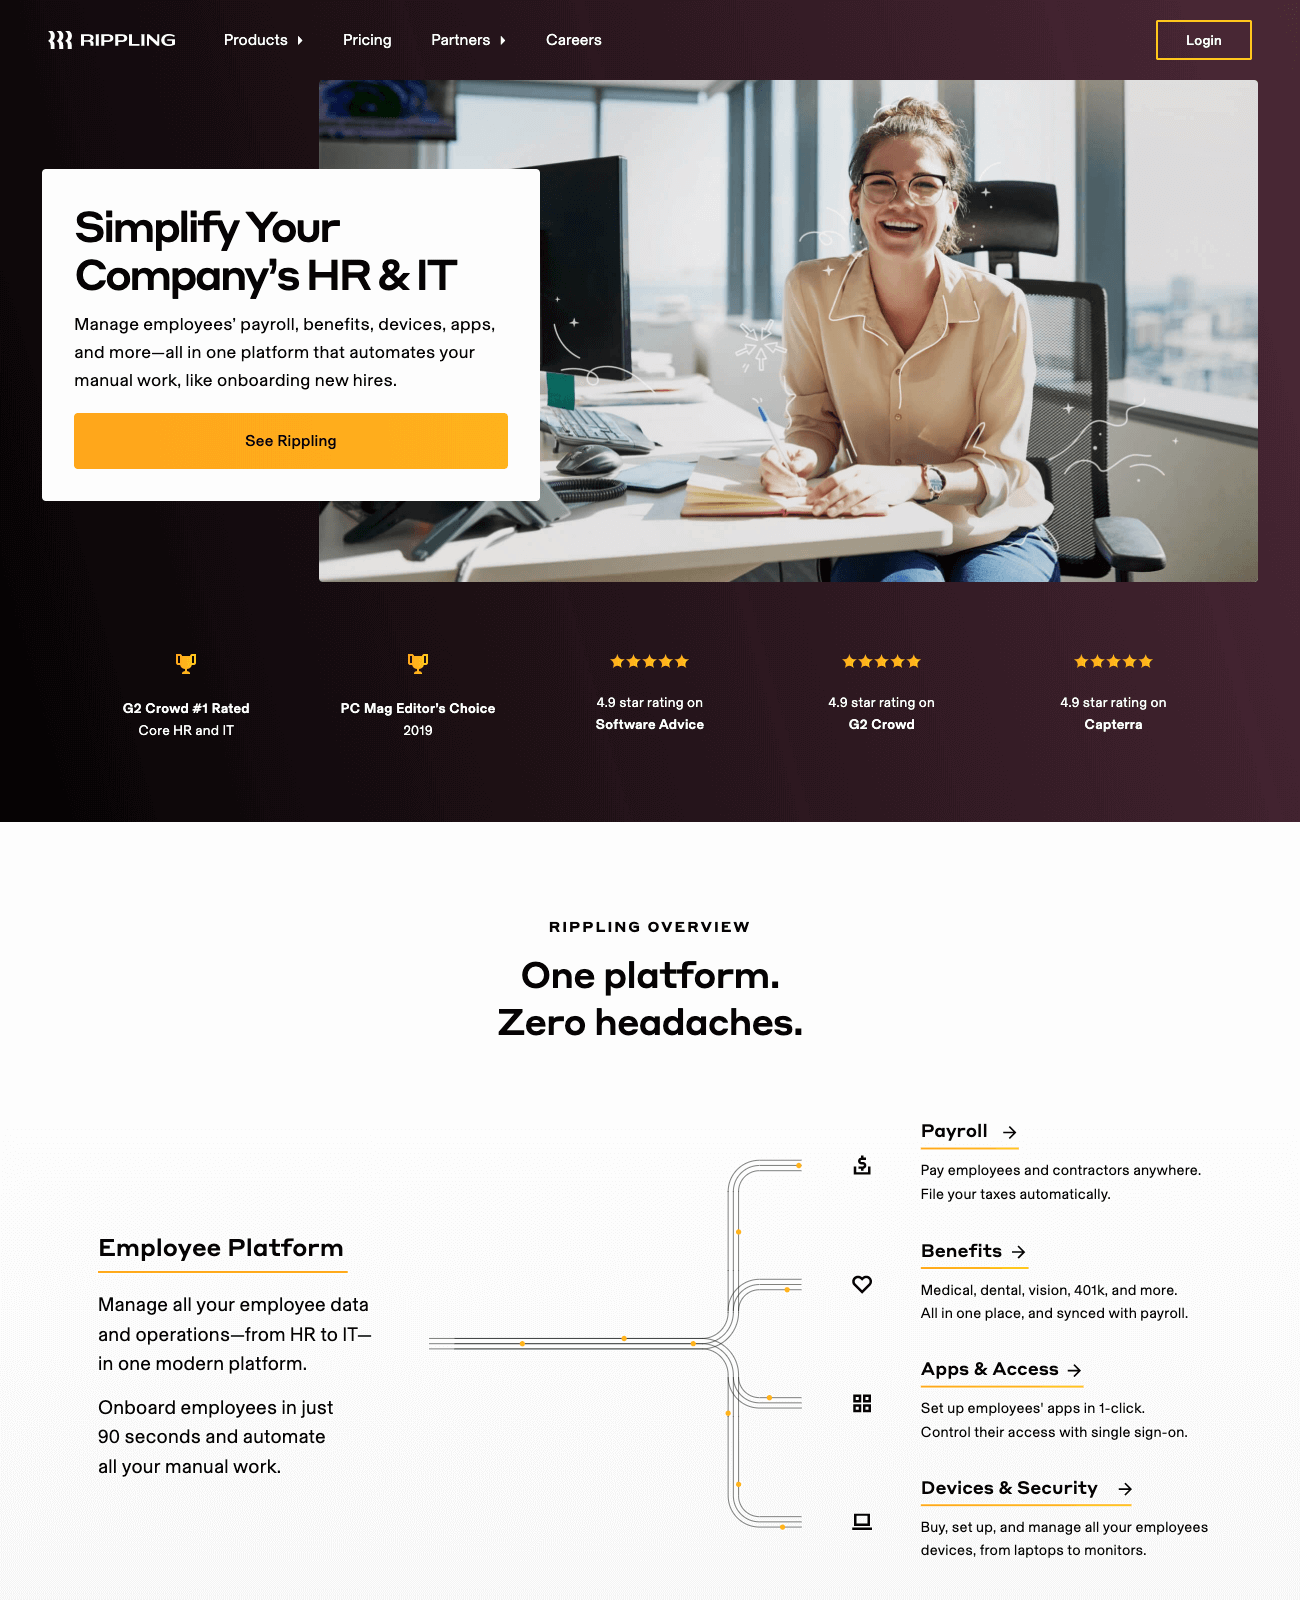 RIPPLING
Products
Pricing
Partners
Careers
Login
Simplify Your
Company's HR & IT
Manage employees' payroll, benefits, devices, apps,
and more—all in one platform that automates your
manual work, like onboarding new hires.
See Rippling
G2 Crowd #1 Rated
Core HR and IT
PC Mag Editor's Choice
2019
4.9 star rating on
Software Advice
4.9 star rating on
G2 Crowd
4.9 star rating on
Capterra
RIPPLING OVERVIEW
One platform.
Zero headaches.
Employee Platform
Manage all your employee data
and operations—from HR to IT—
in one modern platform.
Onboard employees in just
90 seconds and automate
all your manual work.
Payroll
Pay employees and contractors anywhere.
File your taxes automatically.
Benefits
Medical, dental, vision, 401k, and more.
All in one place, and synced with payroll.
Apps & Access
Set up employees' apps in 1-click.
Control their access with single sign-on.
Devices & Security
Buy, set up, and manage all your employees
devices, from laptops to monitors.